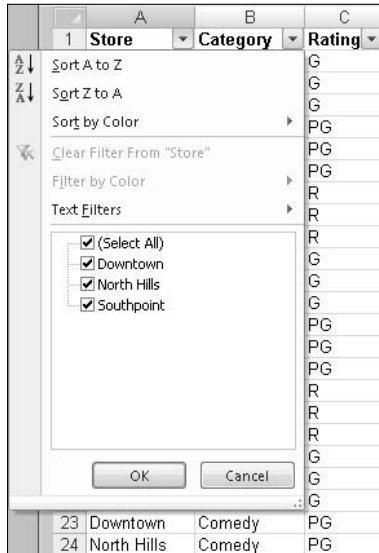 A B C
1 Store Category Rating
Sort A to Z G
G
Sort Z to A G
Sort by Color PG
Clear Filter From "Store" PG
Filter by Color PG
R
Text Filters R
(Select All) R
Downtown G
North Hills G
Southpoint G
PG
PG
PG
R
R
R
G
OK Cancel G
G
23 Downtown Comedy PG
24 North Hills Comedy PG